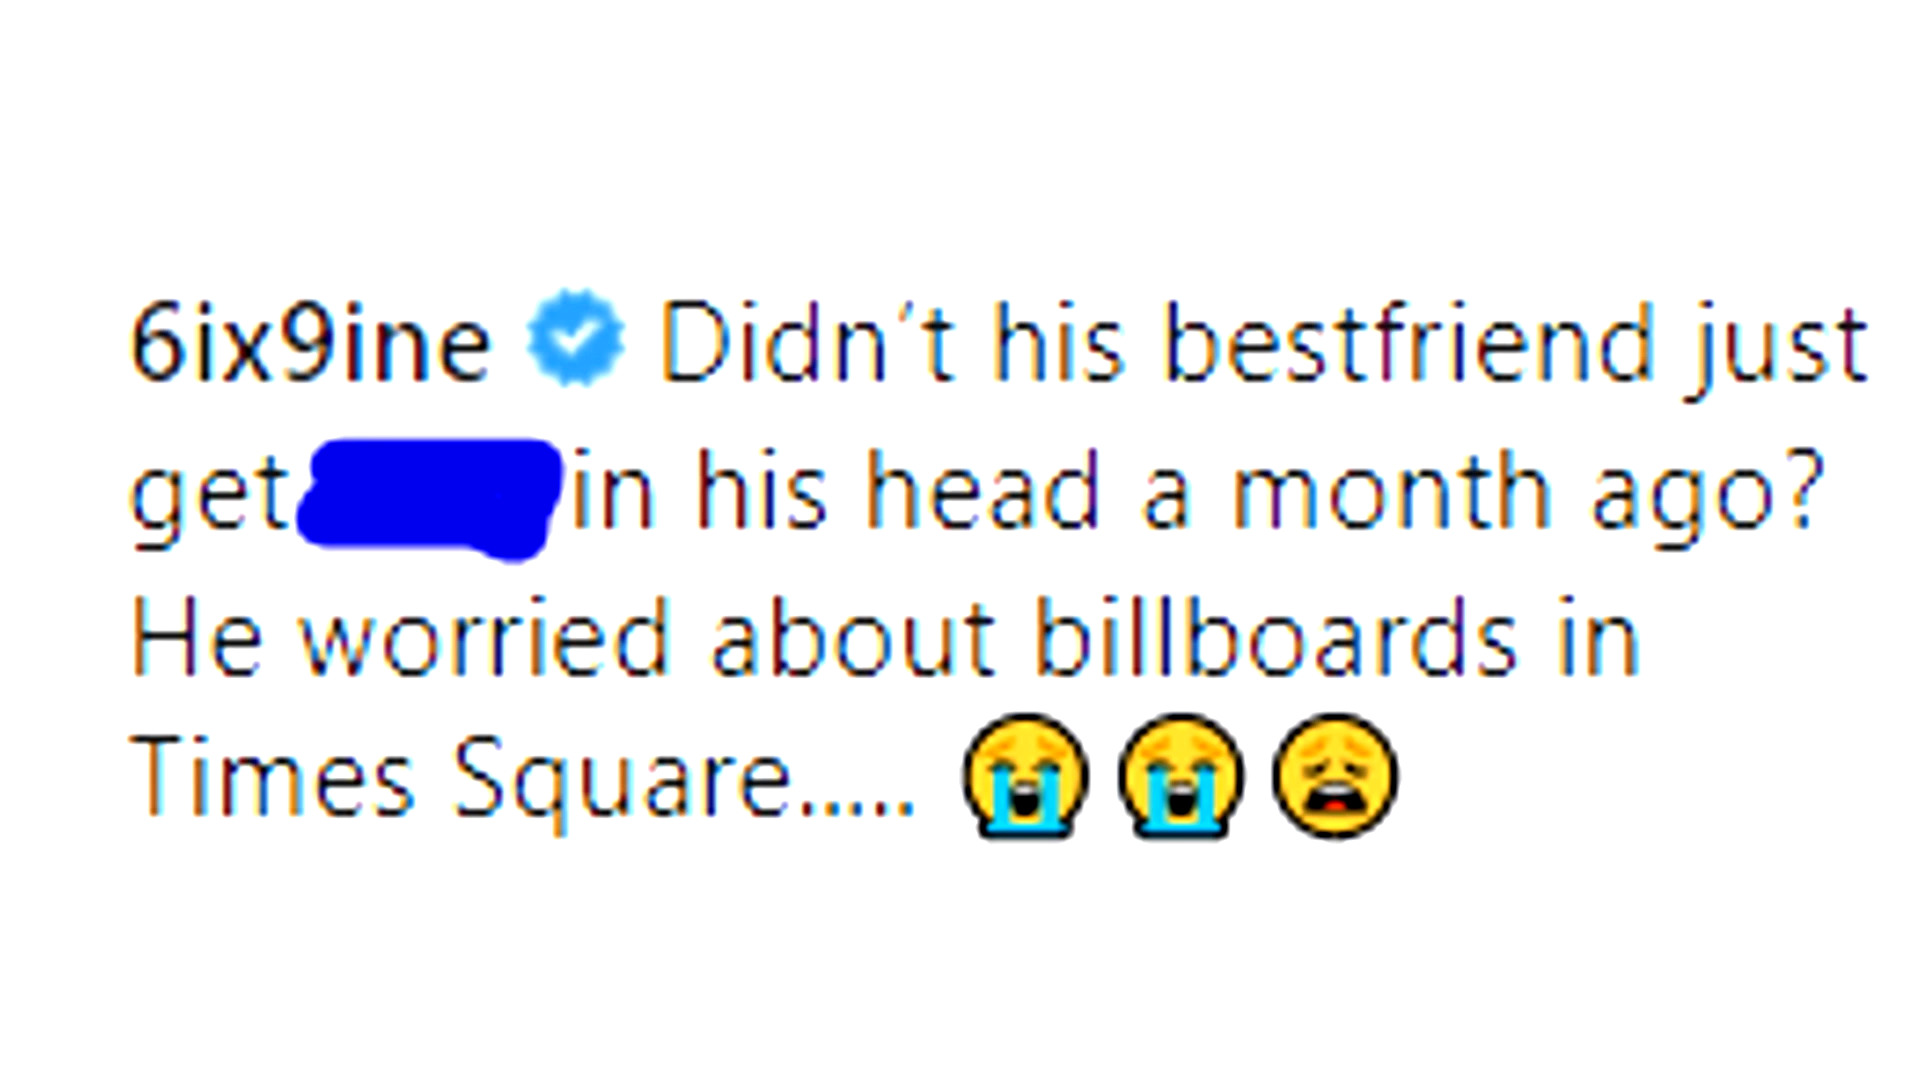 6ix9ine Didn't his bestfriend just
get in his head a month ago?
He worried about billboards in
Times Square..... 😭😭😩